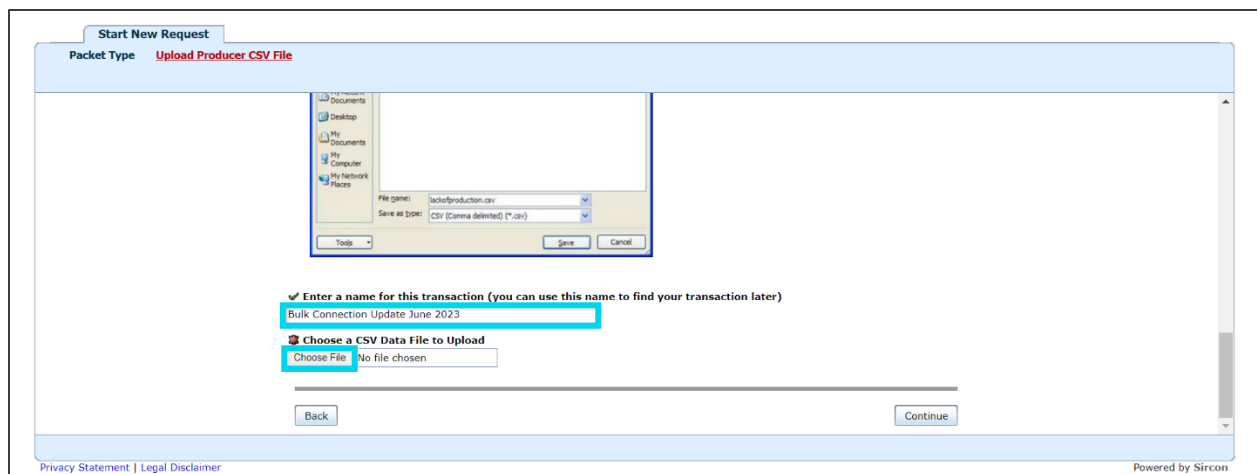 Start New Request
Packet Type Upload Producer CSV File
Documents
Desktop
My
Documents
My
Computer
My Network
Places
File name: lackofproduction.csv
Save as type: CSV (Comma delimited) (*.csv)
Tools Save Cancel
Enter a name for this transaction (you can use this name to find your transaction later)
Bulk Connection Update June 2023
Choose a CSV Data File to Upload
Choose File No file chosen
Back Continue
Privacy Statement | Legal Disclaimer Powered by Sircon